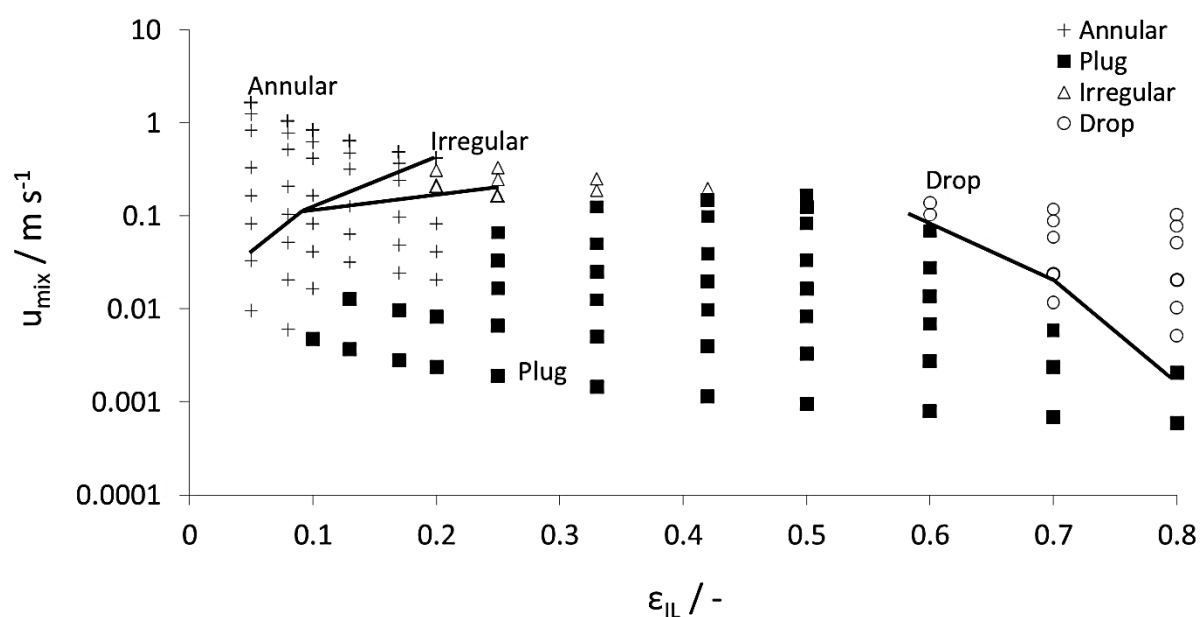 10
1
0.1
0.01
0.001
0.0001
u_mix / m s⁻¹
Annular
Irregular
Plug
Drop
Annular
Plug
Irregular
Drop
0 0.1 0.2 0.3 0.4 0.5 0.6 0.7 0.8
ε_IL / -